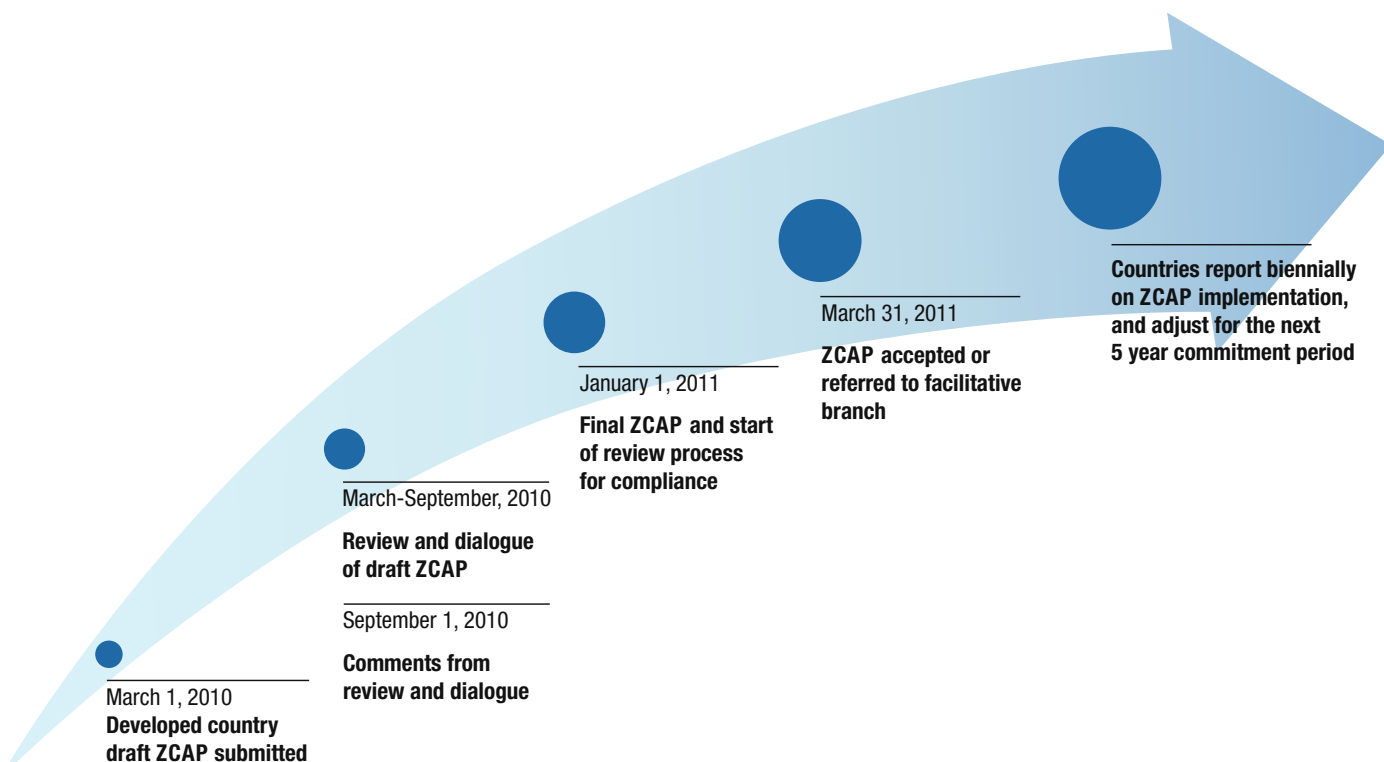 March 1, 2010
Developed country
draft ZCAP submitted
March-September, 2010
Review and dialogue
of draft ZCAP
September 1, 2010
Comments from
review and dialogue
January 1, 2011
Final ZCAP and start
of review process
for compliance
March 31, 2011
ZCAP accepted or
referred to facilitative
branch
Countries report biennially
on ZCAP implementation,
and adjust for the next
5 year commitment period